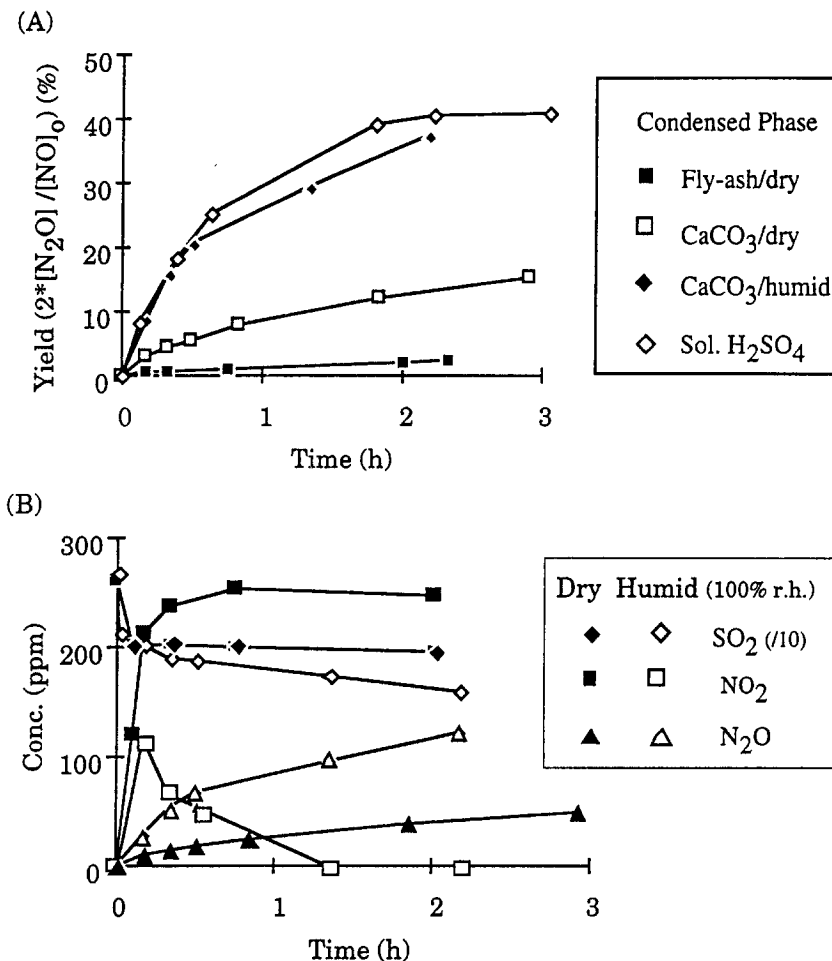 (A)
Yield (2*[N2O] /[NO]o) (%)
50
40
30
20
10
0
0
1
2
3
Time (h)
Condensed Phase
Fly-ash/dry
CaCO3/dry
CaCO3/humid
Sol. H2SO4
(B)
Conc. (ppm)
300
200
100
0
0
1
2
3
Time (h)
Dry Humid (100% r.h.)
SO2 (/10)
NO2
N2O